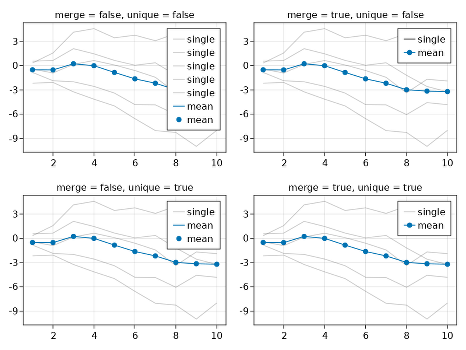 merge = false, unique = false
3
0
-3
-6
-9
2
4
6
8
10
single
single
single
single
single
mean
mean
merge = true, unique = false
3
0
-3
-6
-9
2
4
6
8
10
single
mean
merge = false, unique = true
3
0
-3
-6
-9
2
4
6
8
10
single
mean
mean
merge = true, unique = true
3
0
-3
-6
-9
2
4
6
8
10
single
mean